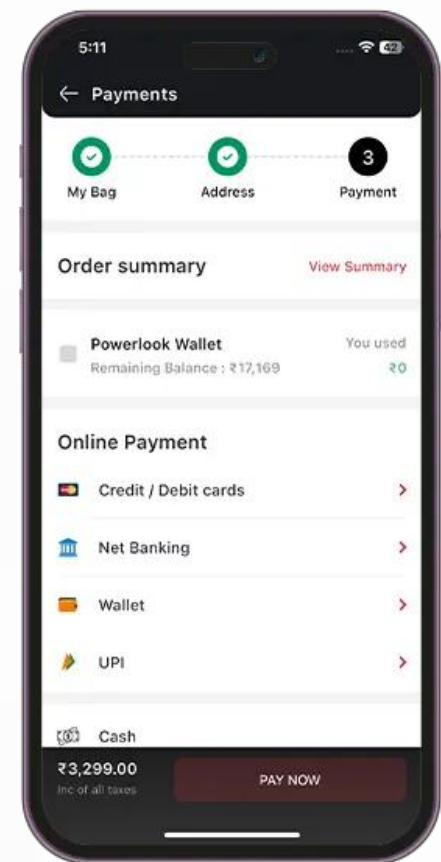 5:11
42
← Payments
3
My Bag Address Payment
Order summary View Summary
Powerlook Wallet You used
Remaining Balance : ₹17,169 ₹0
Online Payment
Credit / Debit cards
Net Banking
Wallet
UPI
Cash
₹3,299.00 PAY NOW
Inc of all taxes